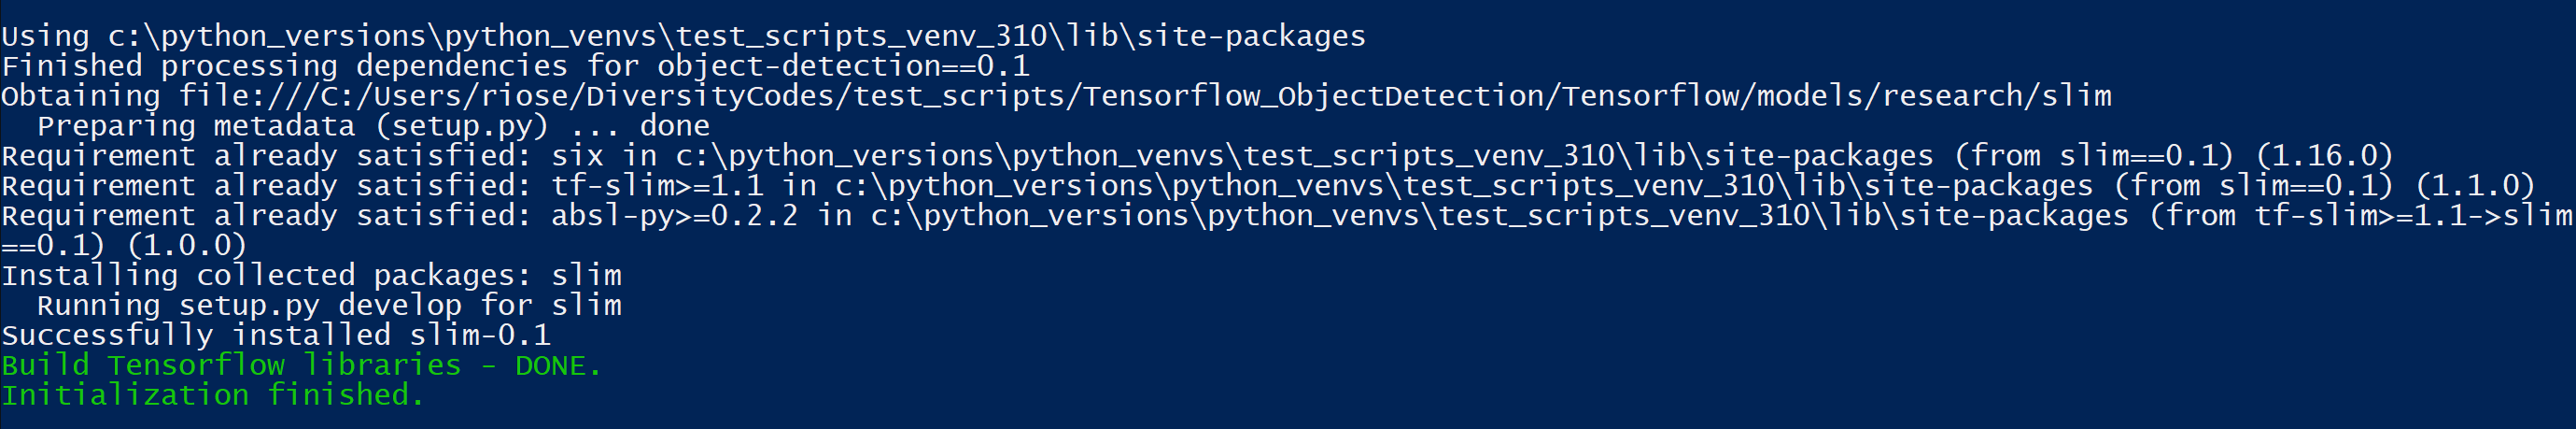 Using c:\python_versions\python_venvs\test_scripts_venv_310\lib\site-packages
Finished processing dependencies for object-detection==0.1
Obtaining file:///C:/Users/riose/DiversityCodes/test_scripts/Tensorflow_ObjectDetection/Tensorflow/models/research/slim
  Preparing metadata (setup.py) ... done
Requirement already satisfied: six in c:\python_versions\python_venvs\test_scripts_venv_310\lib\site-packages (from slim==0.1) (1.16.0)
Requirement already satisfied: tf-slim>=1.1 in c:\python_versions\python_venvs\test_scripts_venv_310\lib\site-packages (from slim==0.1) (1.1.0)
Requirement already satisfied: absl-py>=0.2.2 in c:\python_versions\python_venvs\test_scripts_venv_310\lib\site-packages (from tf-slim>=1.1->slim
==0.1) (1.0.0)
Installing collected packages: slim
  Running setup.py develop for slim
Successfully installed slim-0.1
Build Tensorflow libraries - DONE.
Initialization finished.